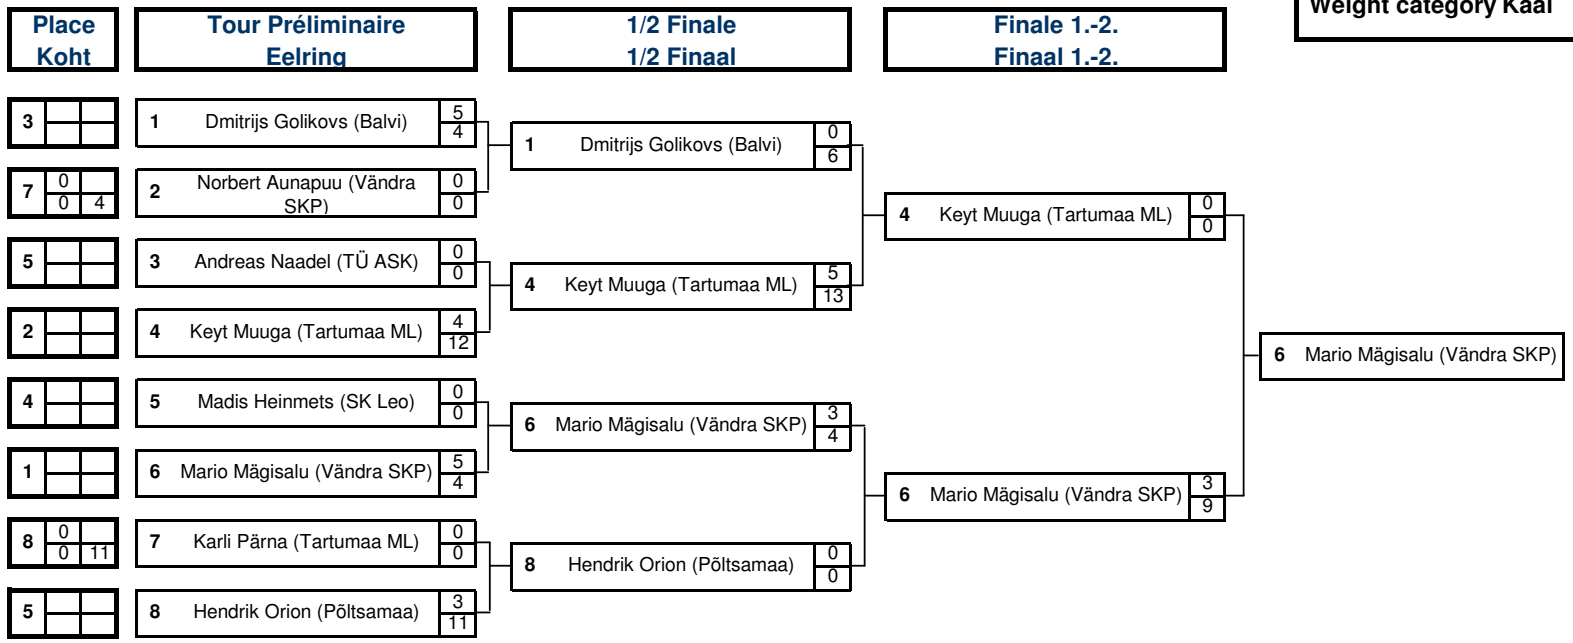 Weight category Kaal
Place
Koht
Tour Préliminaire
Eelring
1/2 Finale
1/2 Finaal
Finale 1.-2.
Finaal 1.-2.
3
1 Dmitrijs Golikovs (Balvi) 5
4
1 Dmitrijs Golikovs (Balvi) 0
6
7 0
0 4
2 Norbert Aunapuu (Vändra
SKP)
0
0
4 Keyt Muuga (Tartumaa ML) 0
0
5
3 Andreas Naadel (TÜ ASK) 0
0
4 Keyt Muuga (Tartumaa ML) 5
13
2
4 Keyt Muuga (Tartumaa ML) 4
12
6 Mario Mägisalu (Vändra SKP)
4
5 Madis Heinmets (SK Leo) 0
0
6 Mario Mägisalu (Vändra SKP) 3
4
1
6 Mario Mägisalu (Vändra SKP) 5
4
6 Mario Mägisalu (Vändra SKP) 3
9
8 0
0 11
7 Karli Pärna (Tartumaa ML) 0
0
8 Hendrik Orion (Põltsamaa) 0
0
5
8 Hendrik Orion (Põltsamaa) 3
11